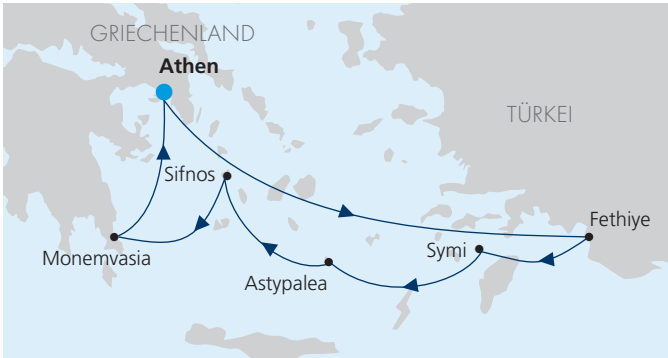 GRIECHENLAND
Athen
TÜRKEI
Sifnos
Fethiye
Monemvasia
Symi
Astypalea